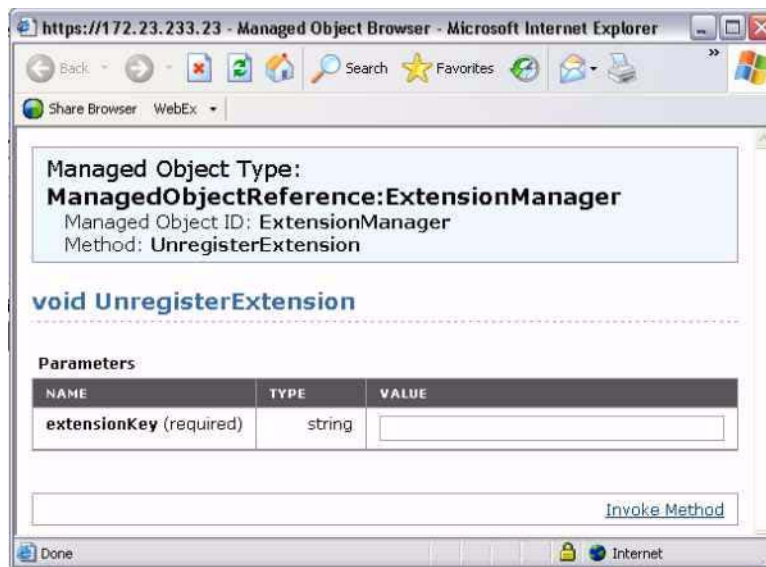 https://172.23.233.23 - Managed Object Browser - Microsoft Internet Explorer
Back Search Favorites »
Share Browser WebEx
Managed Object Type:
ManagedObjectReference:ExtensionManager
Managed Object ID: ExtensionManager
Method: UnregisterExtension
void UnregisterExtension
Parameters
NAME TYPE VALUE
extensionKey (required) string
Invoke Method
Done Internet